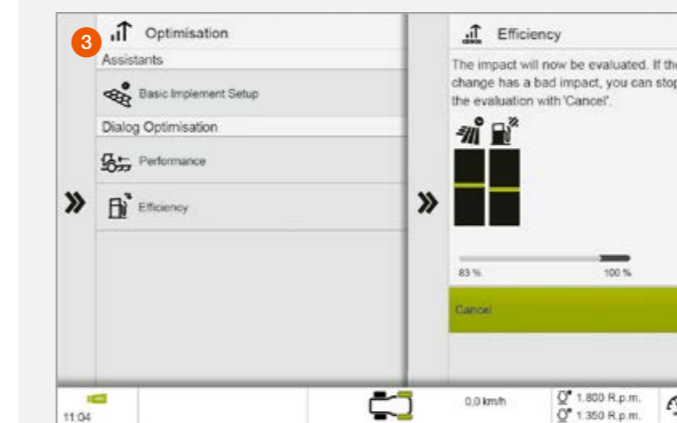 3
Optimisation
Assistants
Basic Implement Setup
Dialog Optimisation
Performance
Efficiency
Efficiency
The impact will now be evaluated. If the
change has a bad impact, you can stop
the evaluation with 'Cancel'.
83 % 100 %
Cancel
11:04
0,0 km/h
1.800 R.p.m.
1.350 R.p.m.